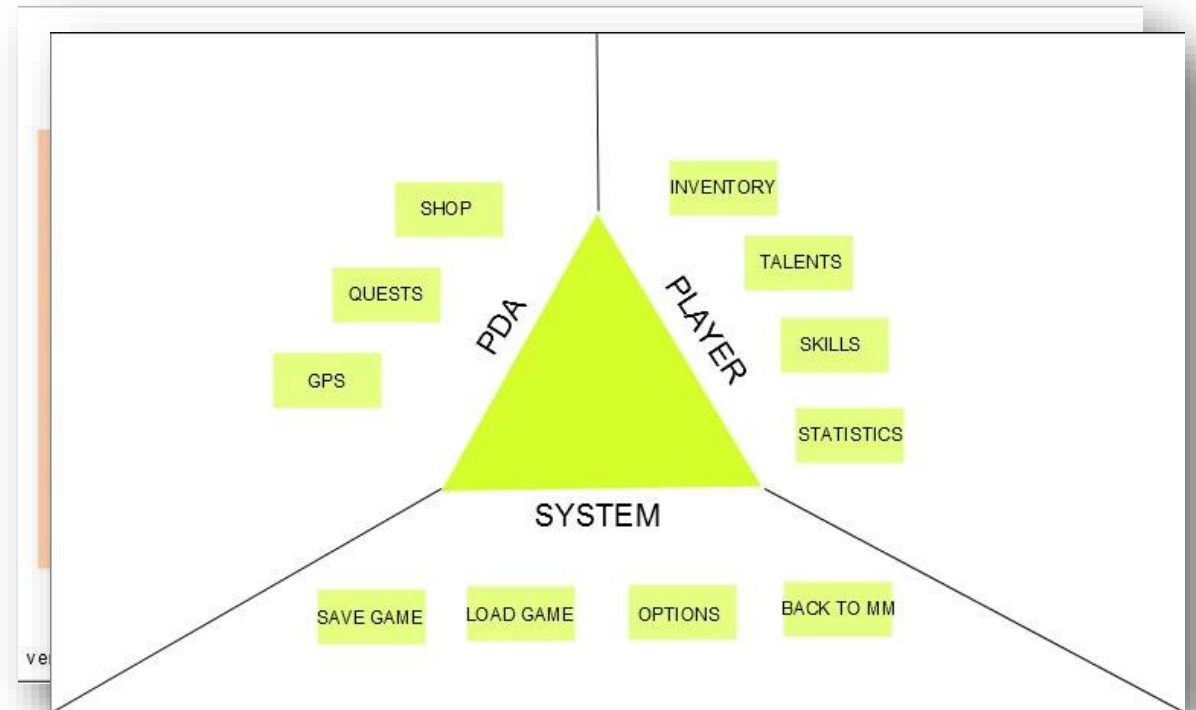 SHOP
QUESTS
GPS
PDA
INVENTORY
TALENTS
SKILLS
STATISTICS
PLAYER
SYSTEM
SAVE GAME
LOAD GAME
OPTIONS
BACK TO MM